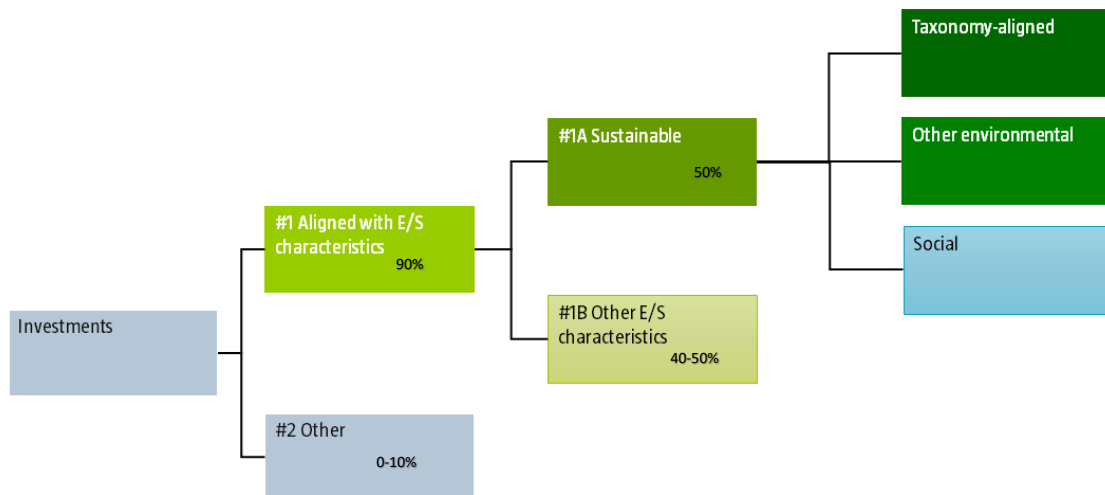 Taxonomy-aligned
#1A Sustainable
50%
Other environmental
#1 Aligned with E/S
characteristics
90%
Social
Investments
#1B Other E/S
characteristics
40-50%
#2 Other
0-10%